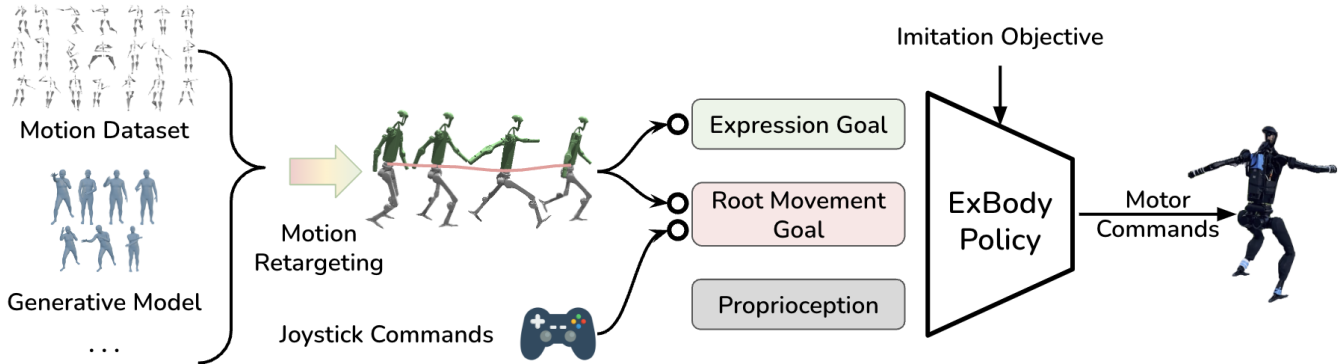 Motion Dataset
Generative Model
. . .
Motion
Retargeting
Joystick Commands
Expression Goal
Root Movement
Goal
Proprioception
Imitation Objective
ExBody
Policy
Motor
Commands